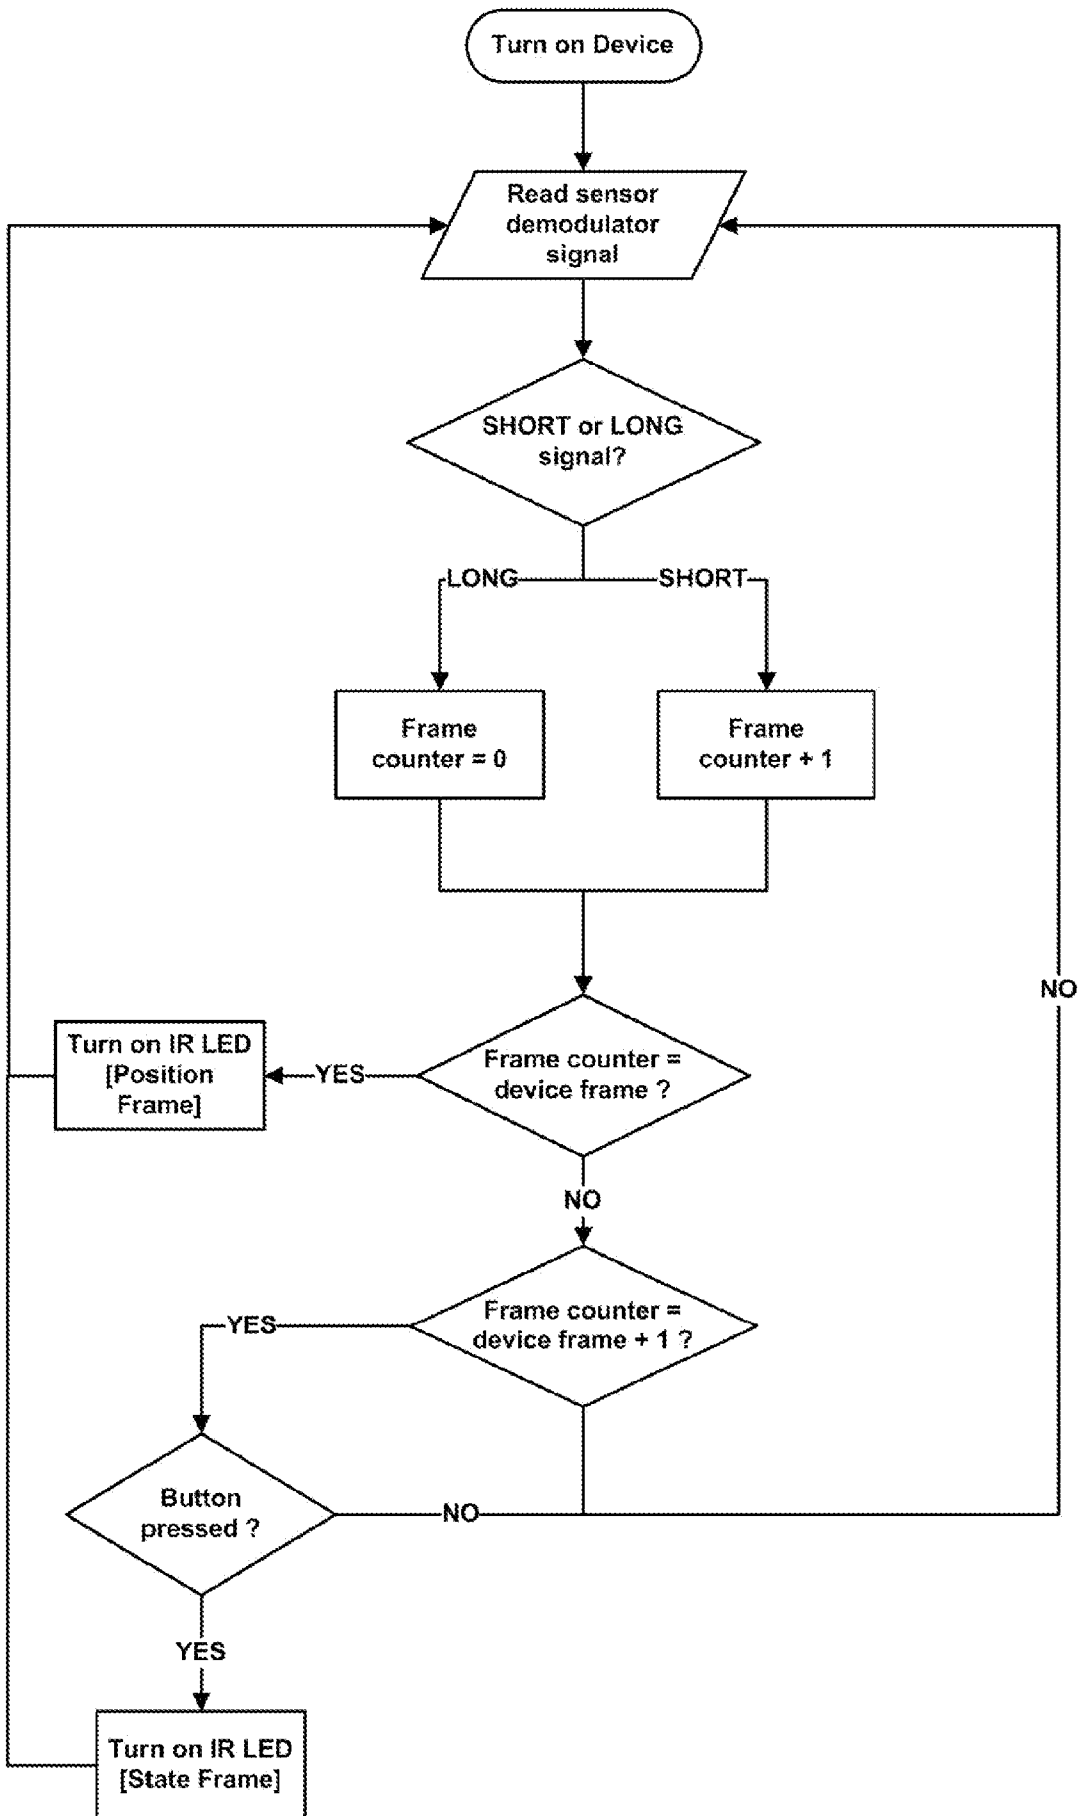 Turn on Device
Read sensor
demodulator
signal
SHORT or LONG
signal?
LONG
SHORT
Frame
counter = 0
Frame
counter + 1
NO
Turn on IR LED
[Position
Frame]
YES
Frame counter =
device frame ?
NO
YES
Frame counter =
device frame + 1 ?
Button
pressed ?
NO
YES
Turn on IR LED
[State Frame]